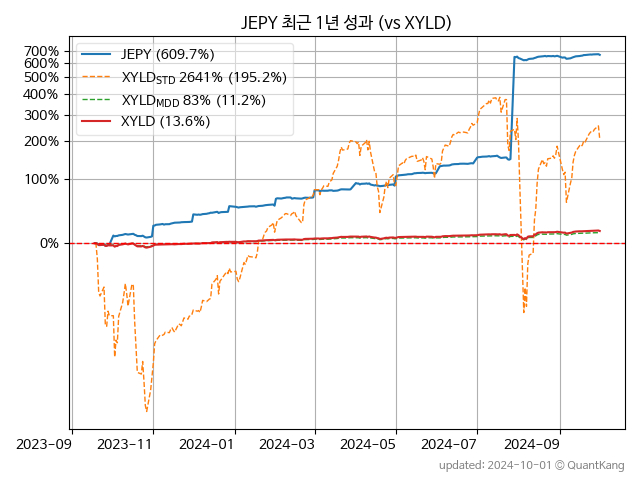 JEPY 최근 1년 성과 (vs XYLD)
700%
600%
500%
400%
300%
200%
100%
0%
JEPY (609.7%)
XYLD_STD 2641% (195.2%)
XYLD_MDD 83% (11.2%)
XYLD (13.6%)
2023-09
2023-11
2024-01
2024-03
2024-05
2024-07
2024-09
updated: 2024-10-01 © QuantKang